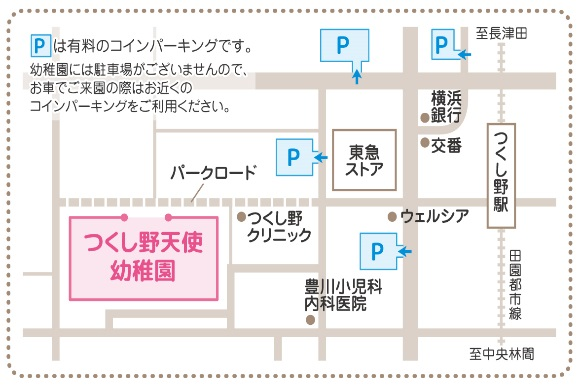 Pは有料のコインパーキングです。
幼稚園には駐車場がございませんので、
お車でご来園の際はお近くの
コインパーキングをご利用ください。
至長津田
P
P
横浜
銀行
交番
P
東急
ストア
つくし野駅
パークロード
つくし野
クリニック
ウェルシア
つくし野天使
幼稚園
P
田園都市線
豊川小児科
内科医院
至中央林間